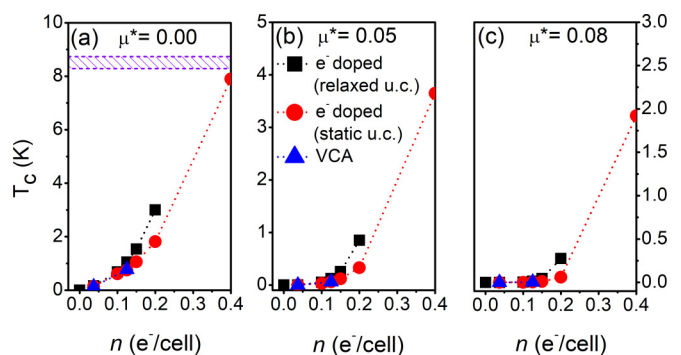 (a) μ*= 0.00
(b) μ*= 0.05
(c) μ*= 0.08
e⁻ doped
(relaxed u.c.)
e⁻ doped
(static u.c.)
VCA
T_C (K)
10
8
6
4
2
0
5
4
3
2
1
0
3.0
2.5
2.0
1.5
1.0
0.5
0.0
0.0 0.1 0.2 0.3 0.4
0.0 0.1 0.2 0.3 0.4
0.0 0.1 0.2 0.3 0.4
n (e⁻/cell)
n (e⁻/cell)
n (e⁻/cell)